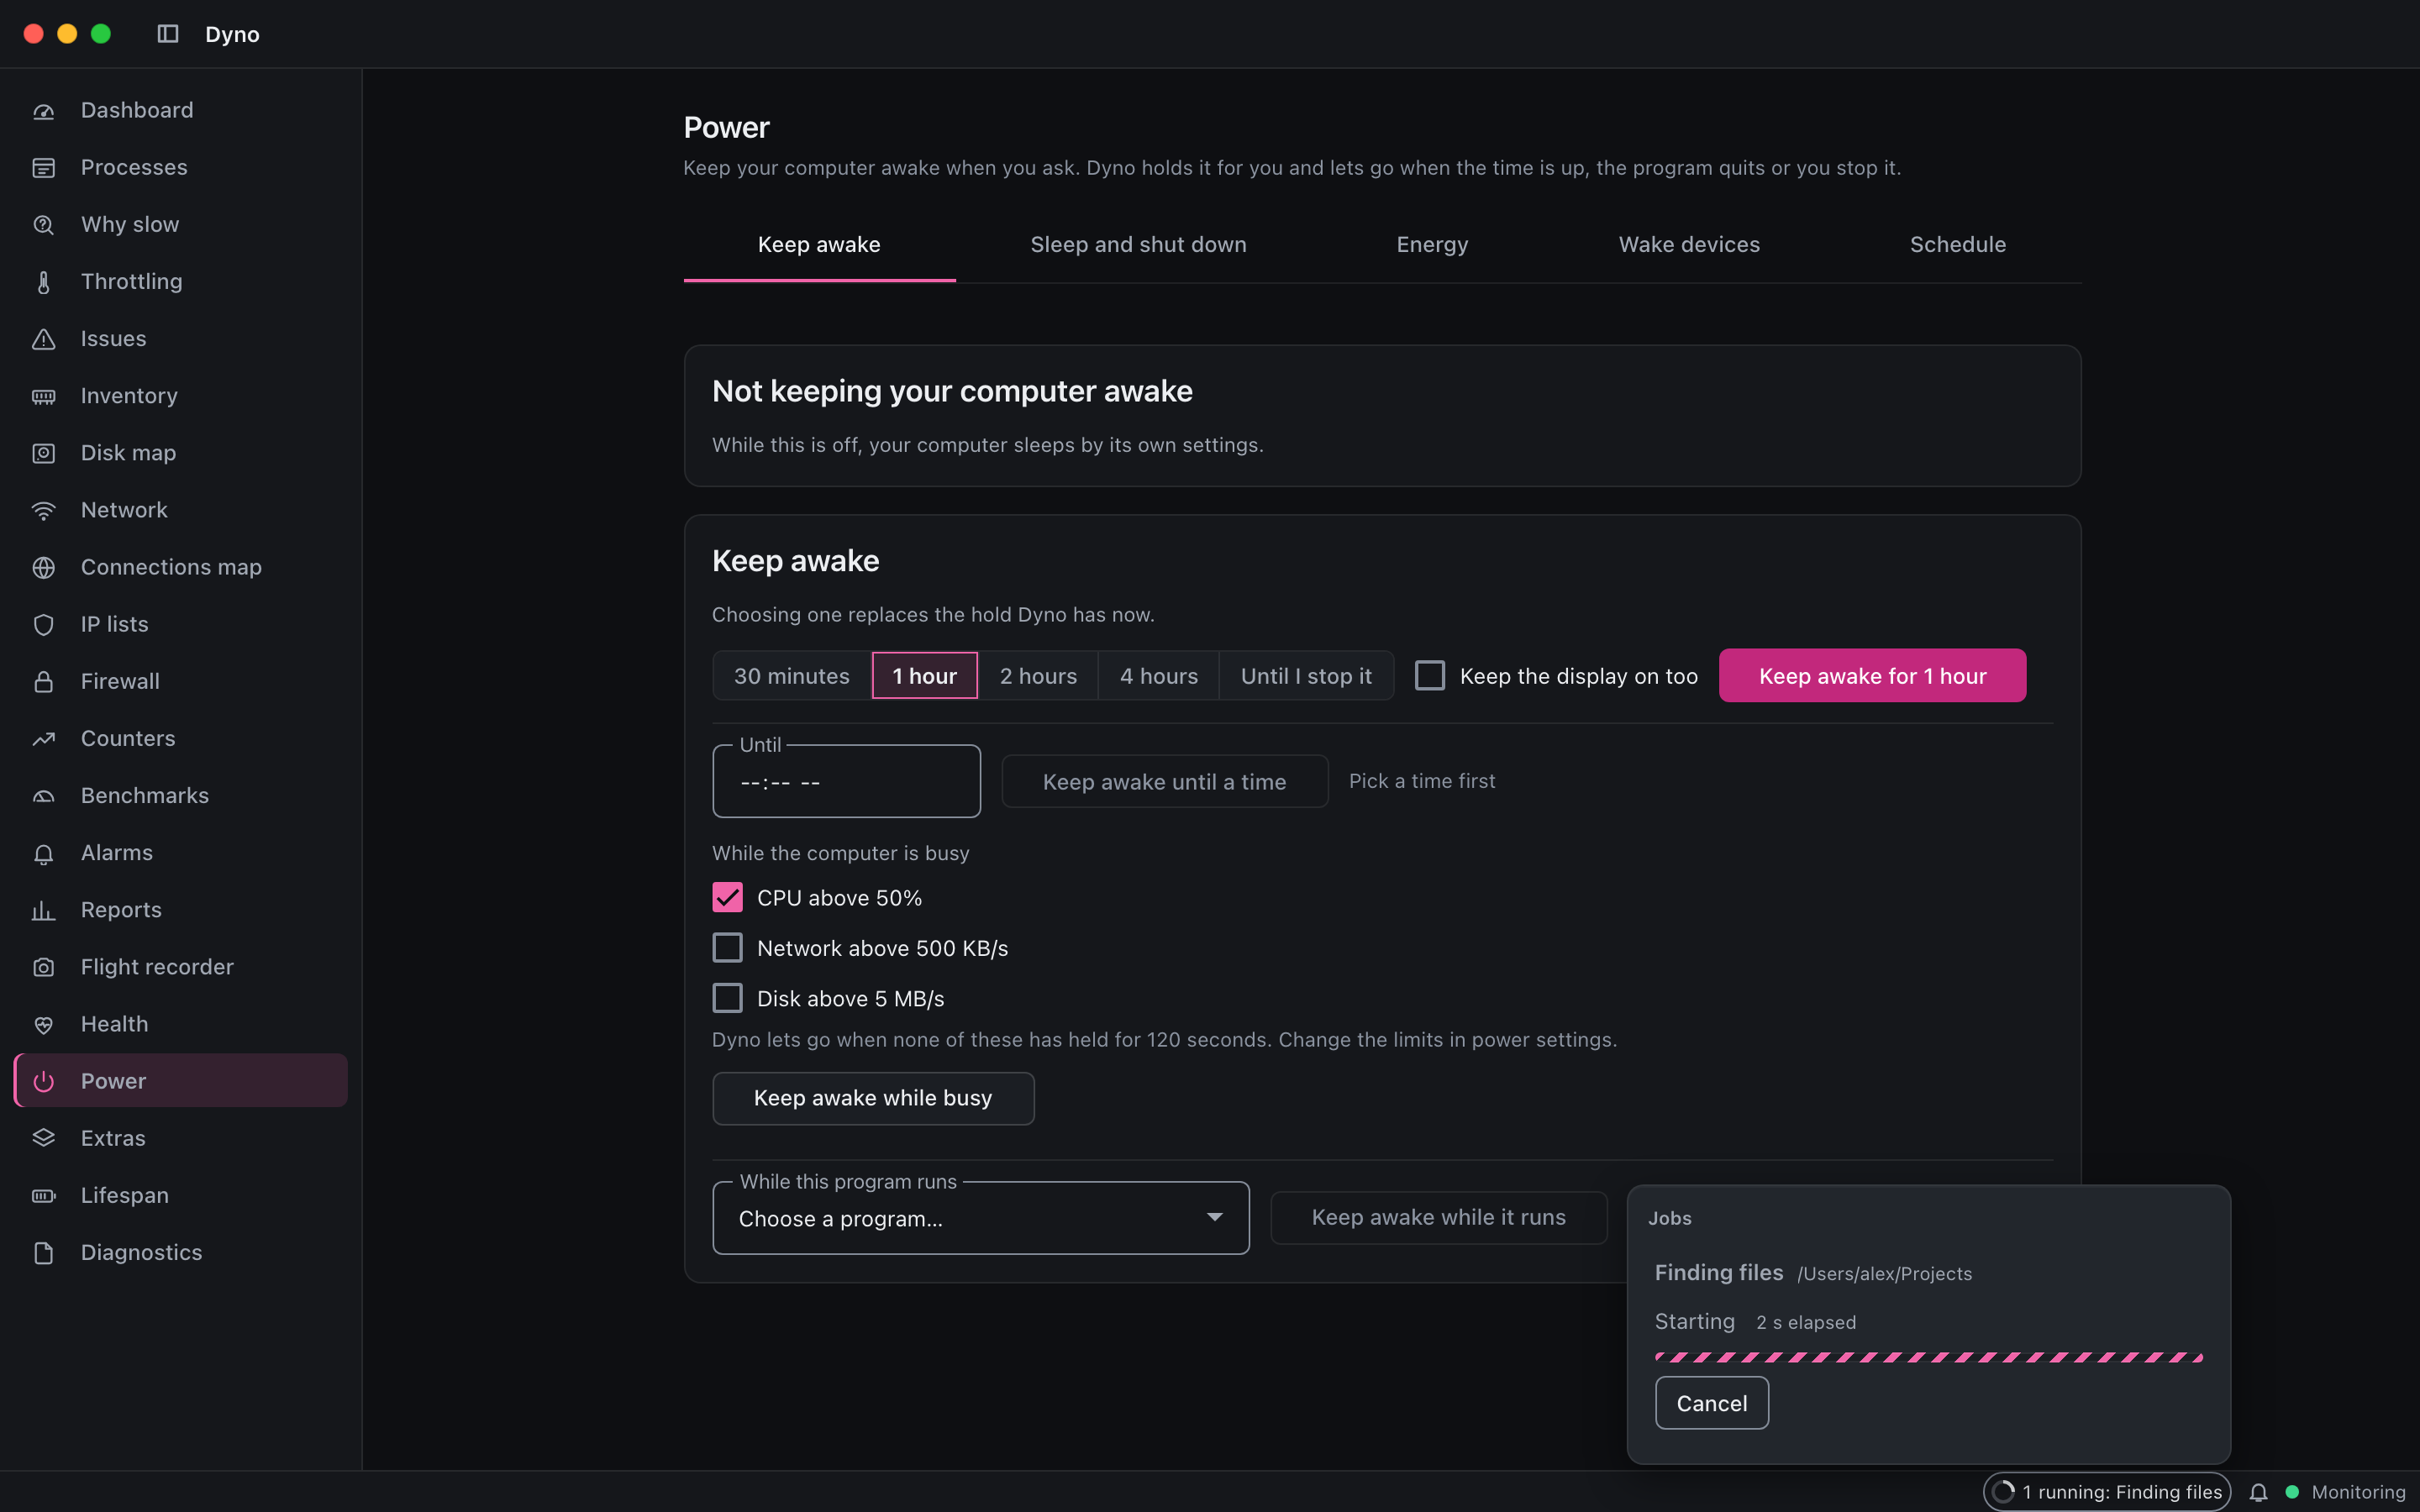 Dyno
Dashboard
Processes
Why slow
Throttling
Issues
Inventory
Disk map
Network
Connections map
IP lists
Firewall
Counters
Benchmarks
Alarms
Reports
Flight recorder
Health
Power
Extras
Lifespan
Diagnostics
Power
Keep your computer awake when you ask. Dyno holds it for you and lets go when the time is up, the program quits or you stop it.
Keep awake Sleep and shut down Energy Wake devices Schedule
Not keeping your computer awake
While this is off, your computer sleeps by its own settings.
Keep awake
Choosing one replaces the hold Dyno has now.
30 minutes 1 hour 2 hours 4 hours Until I stop it Keep the display on too Keep awake for 1 hour
Until
--:-- -- Keep awake until a time Pick a time first
While the computer is busy
CPU above 50%
Network above 500 KB/s
Disk above 5 MB/s
Dyno lets go when none of these has held for 120 seconds. Change the limits in power settings.
Keep awake while busy
While this program runs
Choose a program... Keep awake while it runs
Jobs
Finding files /Users/alex/Projects
Starting 2 s elapsed
Cancel
1 running: Finding files Monitoring